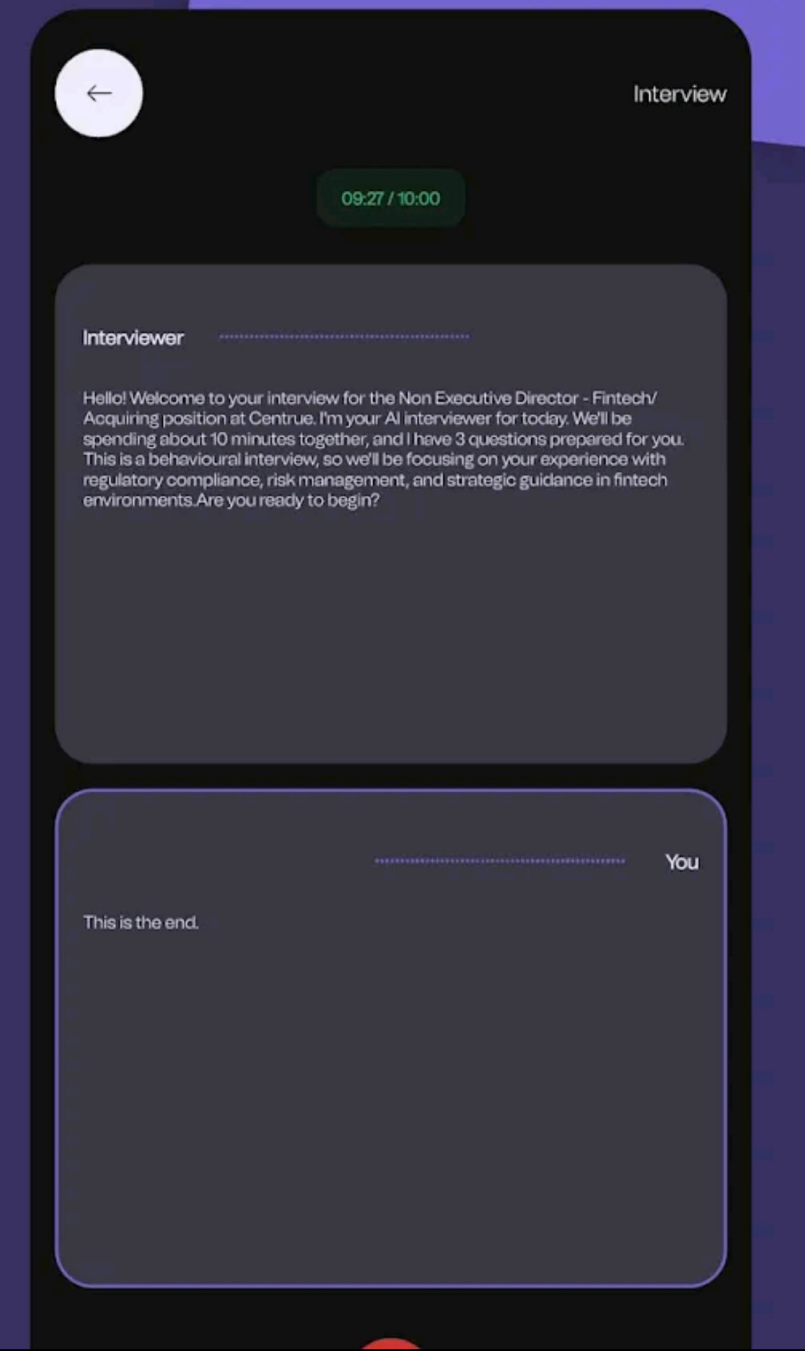 Interview
09:27 / 10:00
Interviewer
Hello! Welcome to your interview for the Non Executive Director - Fintech/
Acquiring position at Centrue. I'm your AI interviewer for today. We'll be
spending about 10 minutes together, and I have 3 questions prepared for you.
This is a behavioural interview, so we'll be focusing on your experience with
regulatory compliance, risk management, and strategic guidance in fintech
environments.Are you ready to begin?
You
This is the end.